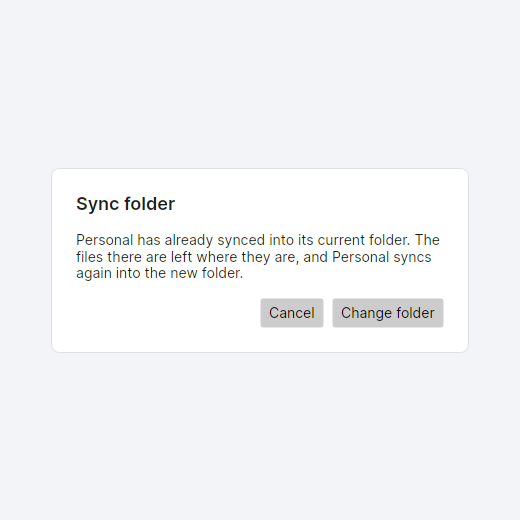 Sync folder
Personal has already synced into its current folder. The
files there are left where they are, and Personal syncs
again into the new folder.
Cancel
Change folder